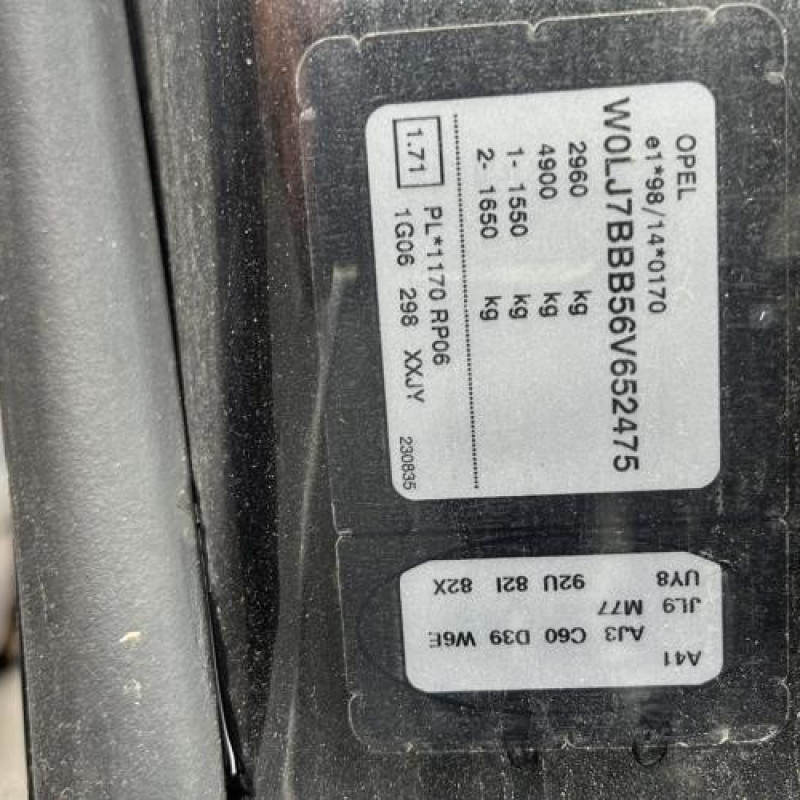 OPEL
e1*98/14*0170
W0LJ7BBB56V652475
2960 kg
4900 kg
1- 1550 kg
2- 1650 kg
1.71 PL*1170 RP06
1G06 298 XXJY 230835
A41 AJ3 C60 D39 W6E
JL9 M77
UY8 92U 82I 82X